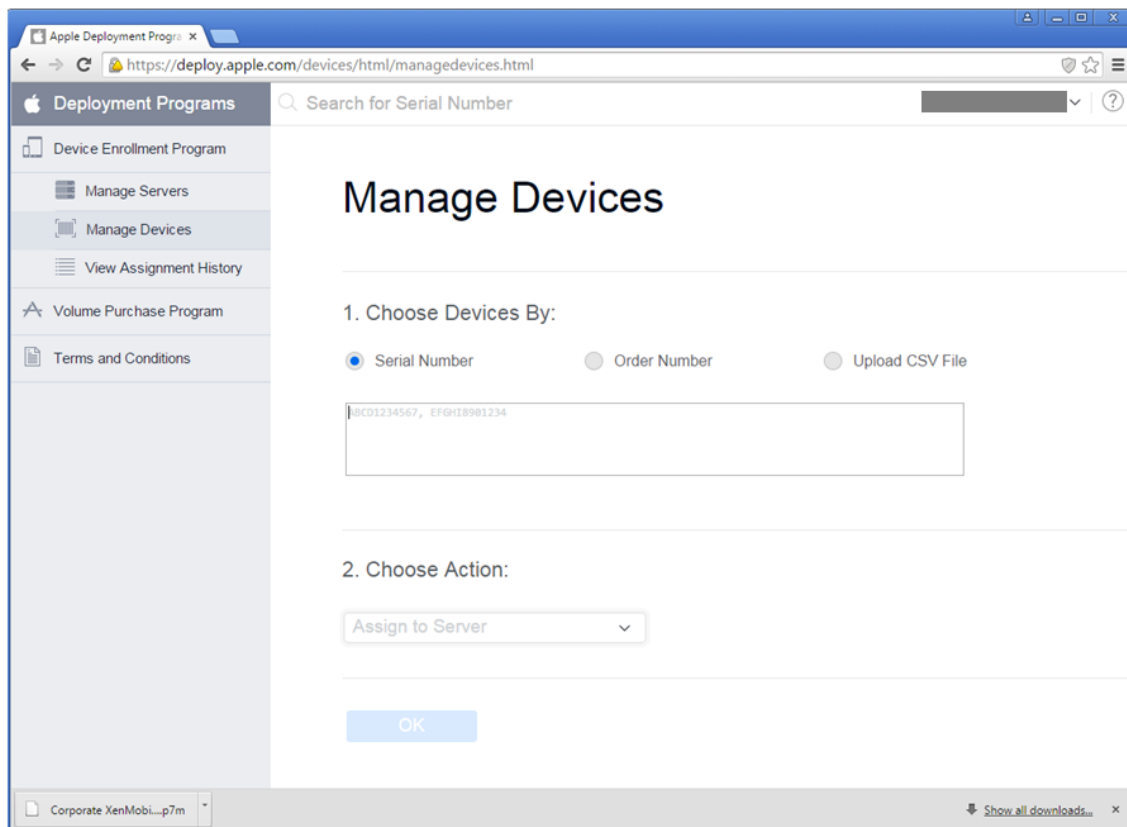 Apple Deployment Progra
https://deploy.apple.com/devices/html/managedevices.html
Deployment Programs
Search for Serial Number
Device Enrollment Program
Manage Servers
Manage Devices
View Assignment History
Volume Purchase Program
Terms and Conditions
Manage Devices
1. Choose Devices By:
Serial Number Order Number Upload CSV File
ABCD1234567, EFGHI8901234
2. Choose Action:
Assign to Server
OK
Corporate XenMobi....p7m
Show all downloads...